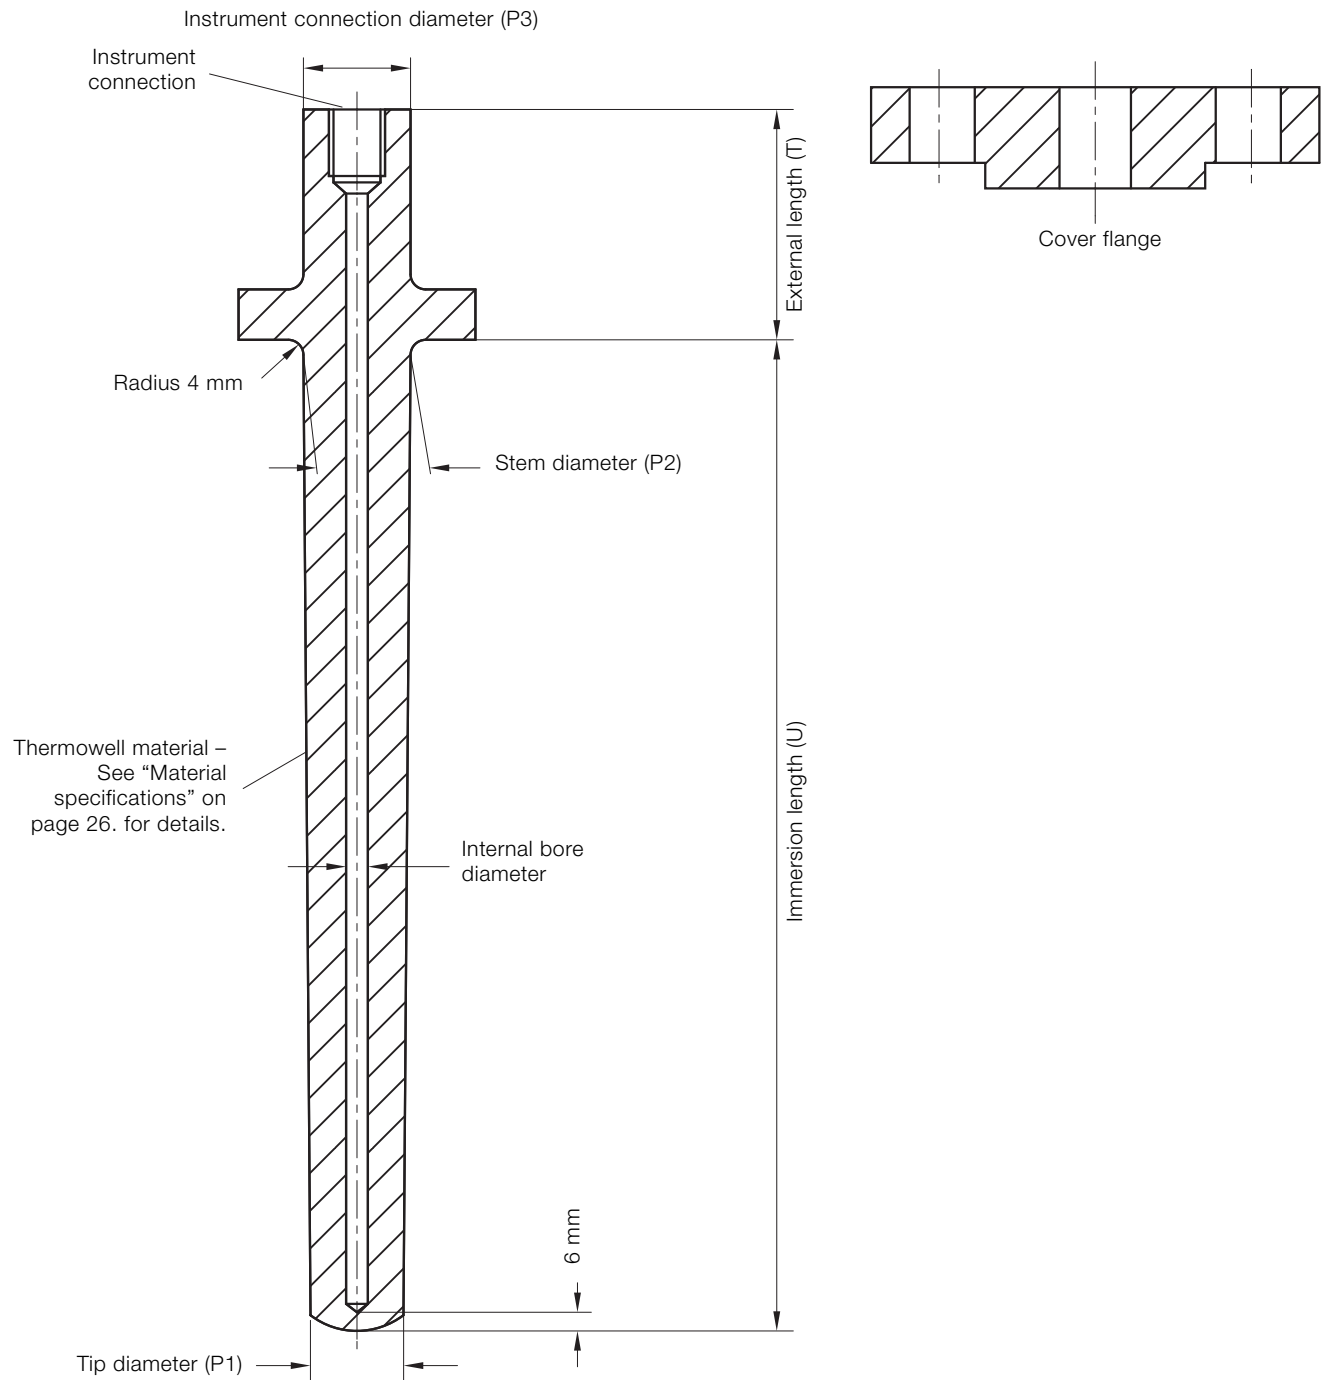 Instrument connection diameter (P3)
Instrument
connection
External length (T)
Cover flange
Radius 4 mm
Stem diameter (P2)
Thermowell material –
See “Material
specifications” on
page 26. for details.
Immersion length (U)
Internal bore
diameter
6 mm
Tip diameter (P1)